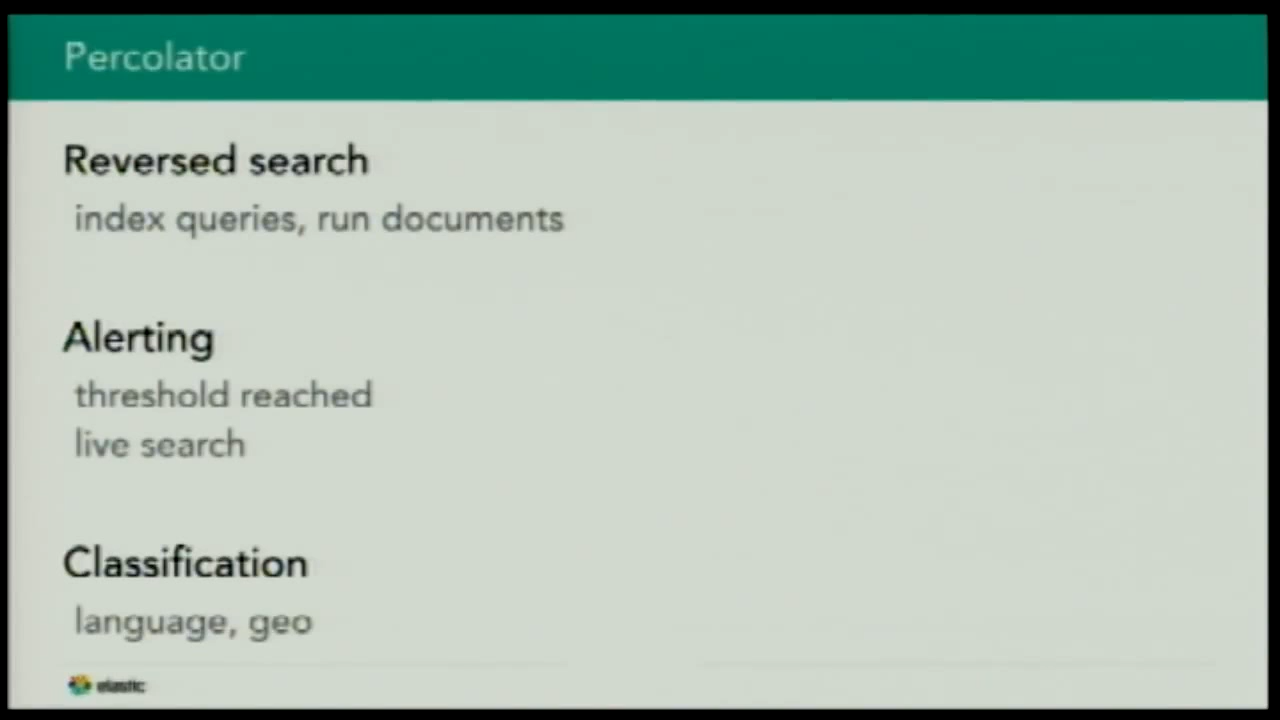 Percolator
Reversed search
index queries, run documents
Alerting
threshold reached
live search
Classification
language, geo
elastic